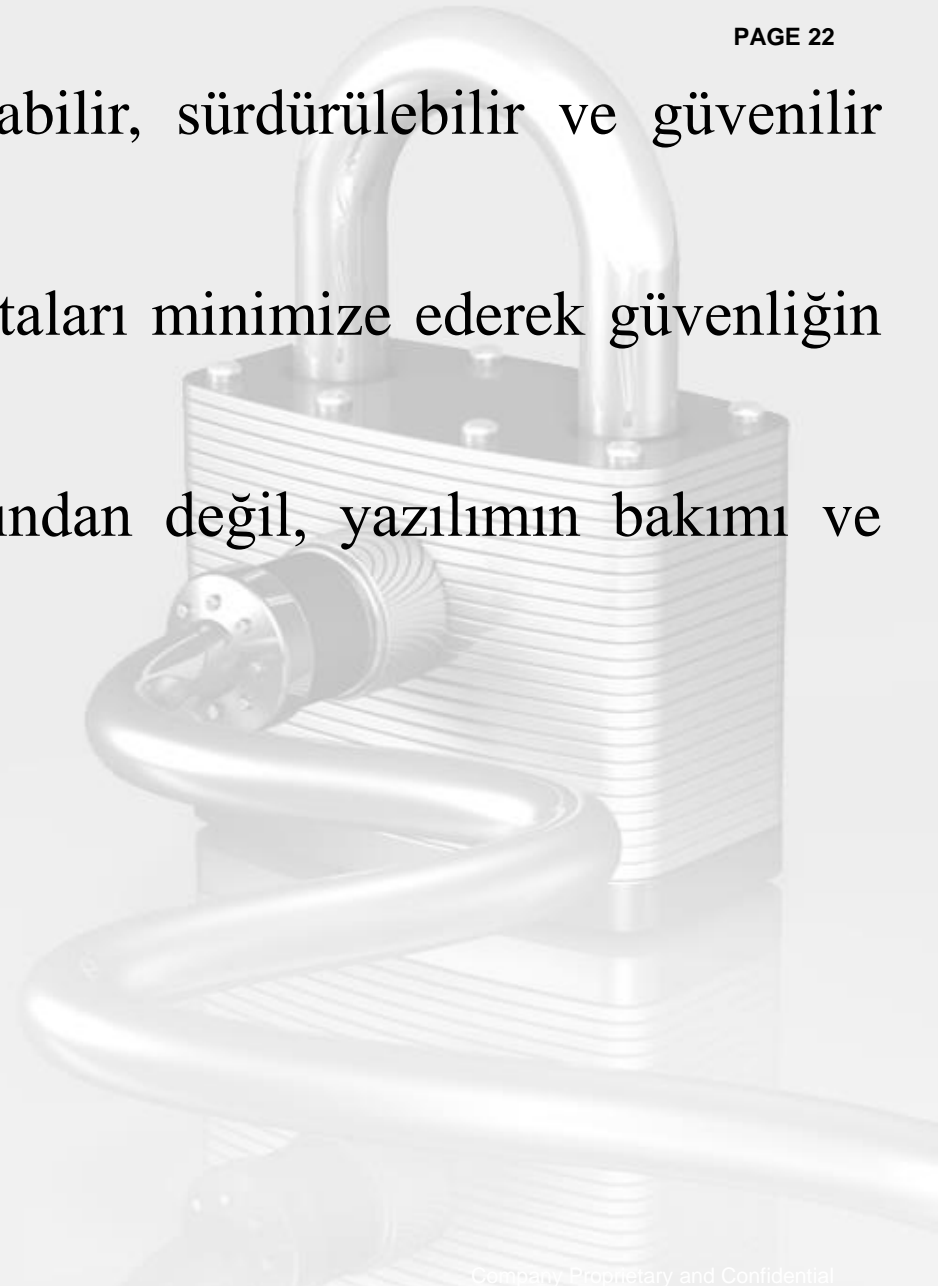 PAGE 22
abilir, sürdürülebilir ve güvenilir
taları minimize ederek güvenliğin
ından değil, yazılımın bakımı ve
Company Proprietary and Confidential